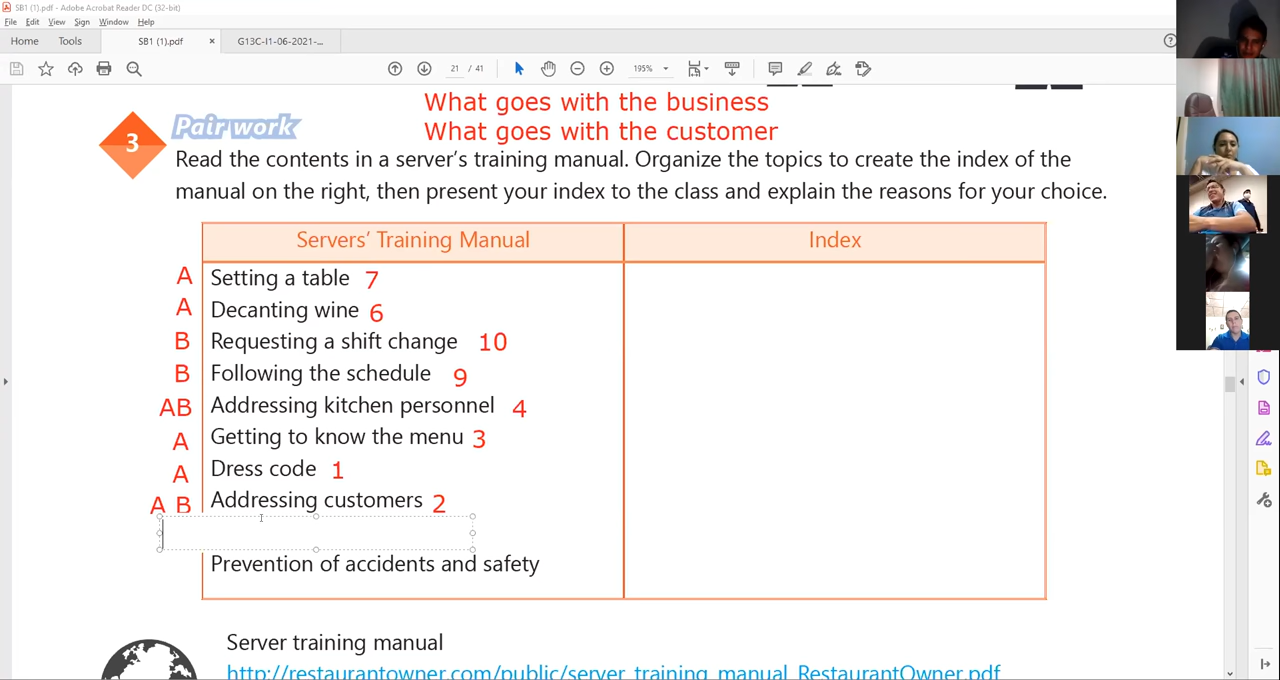 SB1 (1).pdf - Adobe Acrobat Reader DC (32-bit)
File Edit View Sign Window Help
Home Tools SB1 (1).pdf × G13C-I1-06-2021-...
21 / 41 195%
What goes with the business
What goes with the customer
3 Pair work
Read the contents in a server's training manual. Organize the topics to create the index of the
manual on the right, then present your index to the class and explain the reasons for your choice.
Servers' Training Manual Index
A Setting a table 7
A Decanting wine 6
B Requesting a shift change 10
B Following the schedule 9
AB Addressing kitchen personnel 4
A Getting to know the menu 3
A Dress code 1
A B Addressing customers 2
Prevention of accidents and safety
Server training manual
http://restaurantowner.com/public/server_training_manual_RestaurantOwner.pdf